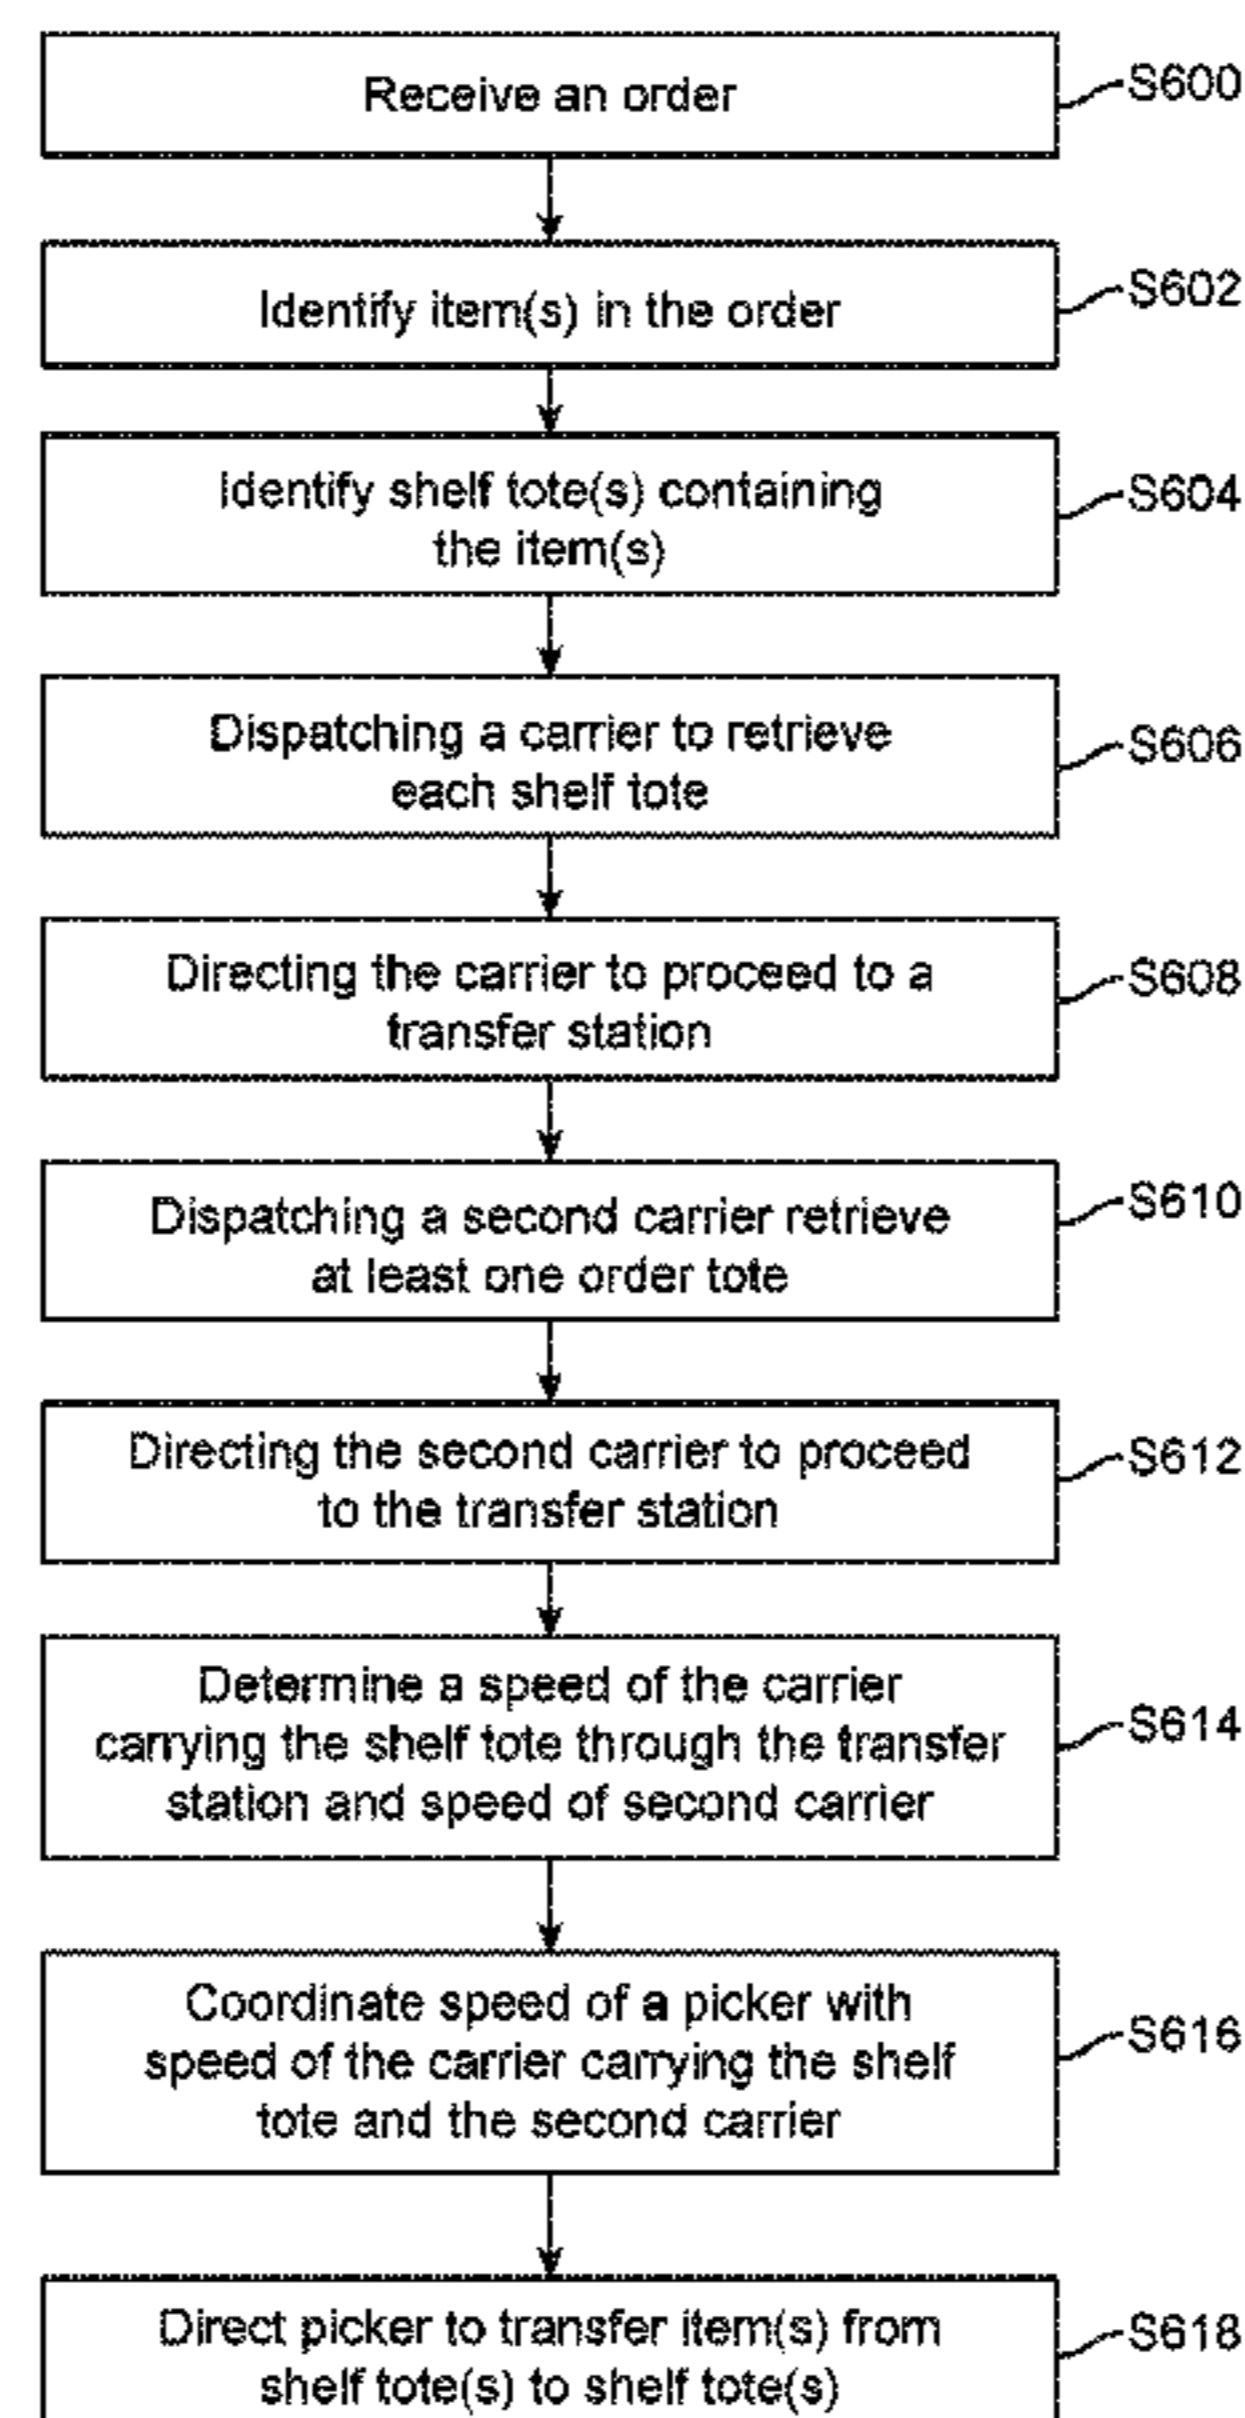 Receive an order
S600
Identify item(s) in the order
S602
Identify shelf tote(s) containing
the item(s)
S604
Dispatching a carrier to retrieve
each shelf tote
S606
Directing the carrier to proceed to a
transfer station
S608
Dispatching a second carrier retrieve
at least one order tote
S610
Directing the second carrier to proceed
to the transfer station
S612
Determine a speed of the carrier
carrying the shelf tote through the transfer
station and speed of second carrier
S614
Coordinate speed of a picker with
speed of the carrier carrying the shelf
tote and the second carrier
S616
Direct picker to transfer item(s) from
shelf tote(s) to shelf tote(s)
S618